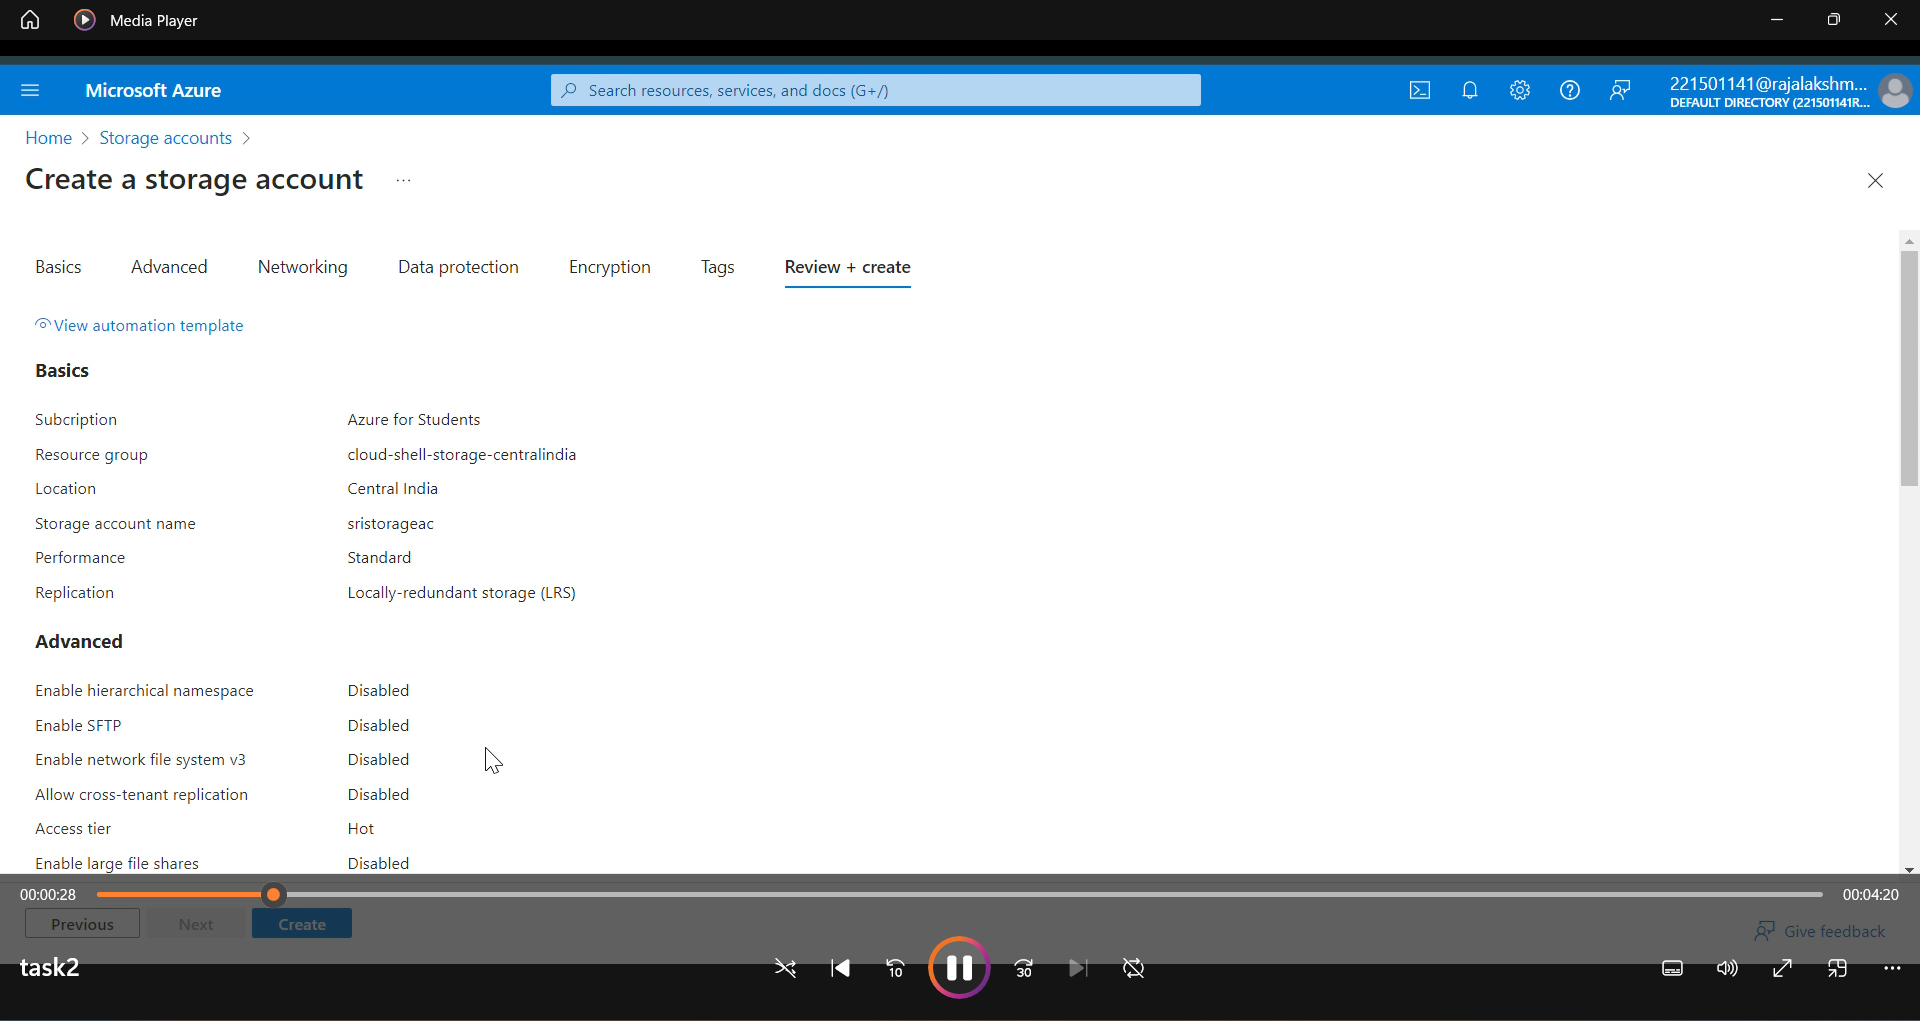 Media Player
Microsoft Azure
Search resources, services, and docs (G+/)
221501141@rajalakshm...
DEFAULT DIRECTORY (221501141R...
Home > Storage accounts >
Create a storage account ...
Basics Advanced Networking Data protection Encryption Tags Review + create
View automation template
Basics
Subcription Azure for Students
Resource group cloud-shell-storage-centralindia
Location Central India
Storage account name sristorageac
Performance Standard
Replication Locally-redundant storage (LRS)
Advanced
Enable hierarchical namespace Disabled
Enable SFTP Disabled
Enable network file system v3 Disabled
Allow cross-tenant replication Disabled
Access tier Hot
Enable large file shares Disabled
00:00:28 00:04:20
Previous Next Create
Give feedback
task2
10 30